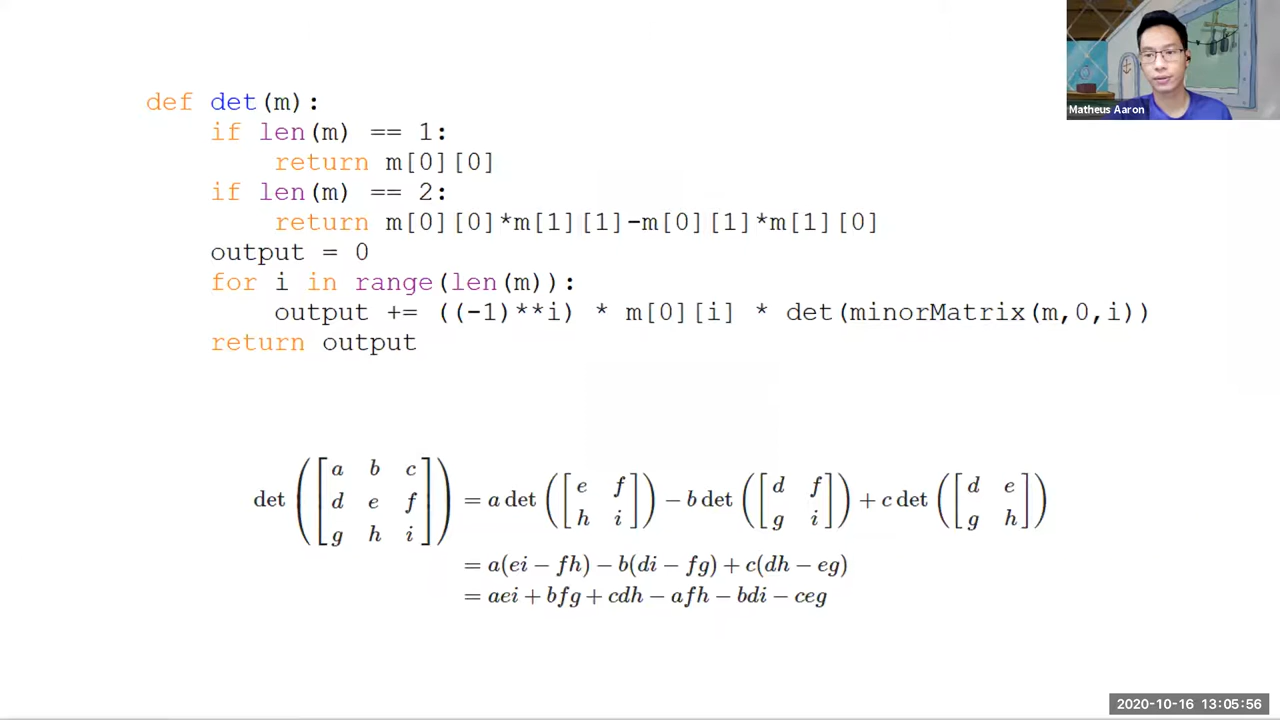 def det(m):
    if len(m) == 1:
        return m[0][0]
    if len(m) == 2:
        return m[0][0]*m[1][1]-m[0][1]*m[1][0]
    output = 0
    for i in range(len(m)):
        output += ((-1)**i) * m[0][i] * det(minorMatrix(m,0,i))
    return output
Matheus Aaron
det([a b c
d e f
g h i]) = a det([e f
h i]) − b det([d f
g i]) + c det([d e
g h])
= a(ei − fh) − b(di − fg) + c(dh − eg)
= aei + bfg + cdh − afh − bdi − ceg
2020-10-16 13:05:56